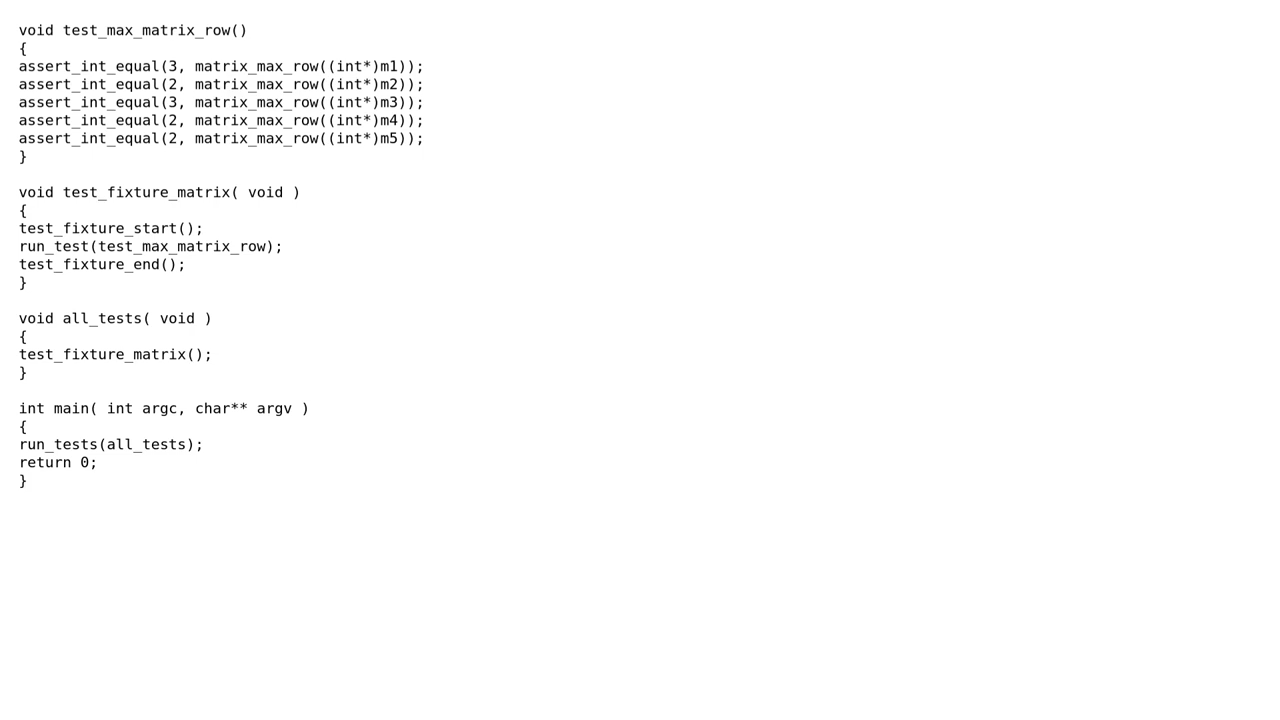 void test_max_matrix_row()
{
assert_int_equal(3, matrix_max_row((int*)m1));
assert_int_equal(2, matrix_max_row((int*)m2));
assert_int_equal(3, matrix_max_row((int*)m3));
assert_int_equal(2, matrix_max_row((int*)m4));
assert_int_equal(2, matrix_max_row((int*)m5));
}

void test_fixture_matrix( void )
{
test_fixture_start();
run_test(test_max_matrix_row);
test_fixture_end();
}

void all_tests( void )
{
test_fixture_matrix();
}

int main( int argc, char** argv )
{
run_tests(all_tests);
return 0;
}